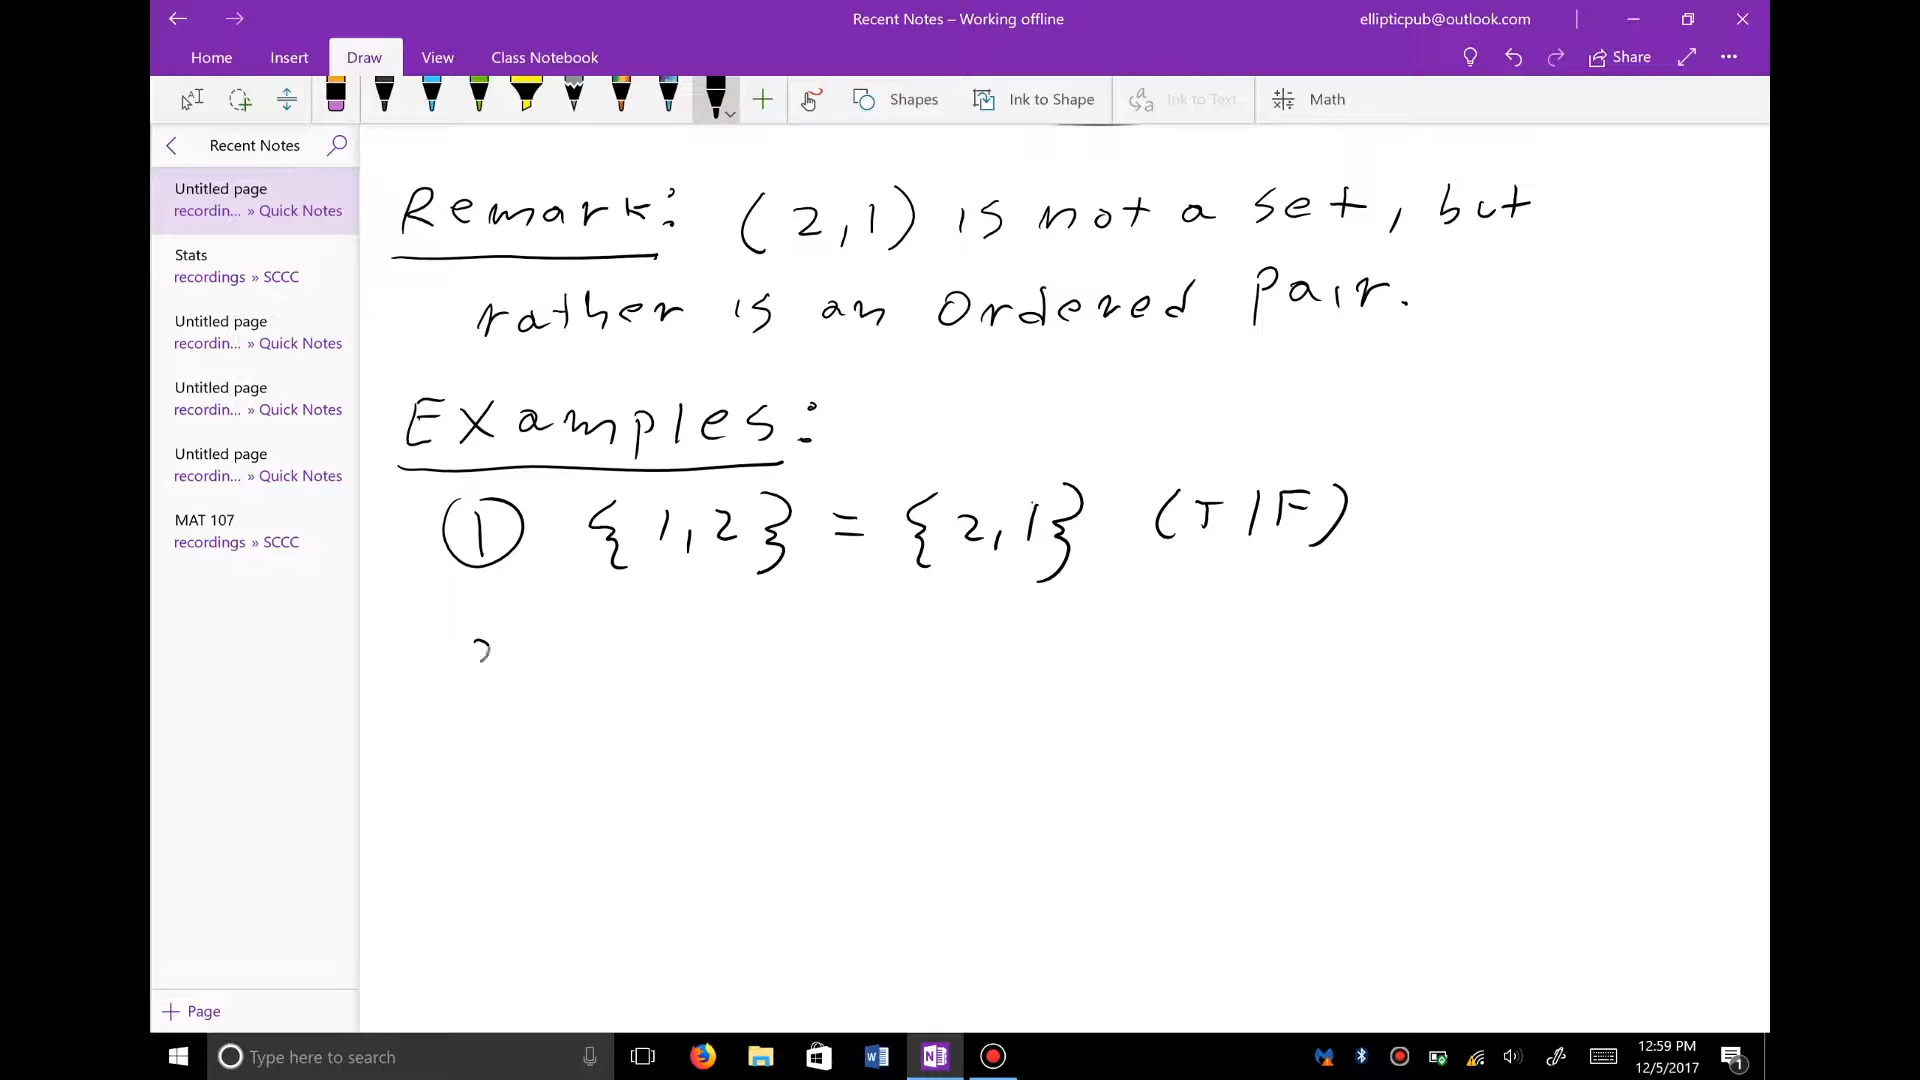 Recent Notes – Working offline
ellipticpub@outlook.com
Home Insert Draw View Class Notebook
Share
Shapes Ink to Shape Ink to Text Math
Recent Notes
Untitled page
recordin... » Quick Notes
Stats
recordings » SCCC
Untitled page
recordin... » Quick Notes
Untitled page
recordin... » Quick Notes
Untitled page
recordin... » Quick Notes
MAT 107
recordings » SCCC
Page
Remark: (2,1) is not a set, but
rather is an ordered pair.
Examples:
① {1,2} = {2,1} (T/F)
Type here to search
12:59 PM
12/5/2017
1